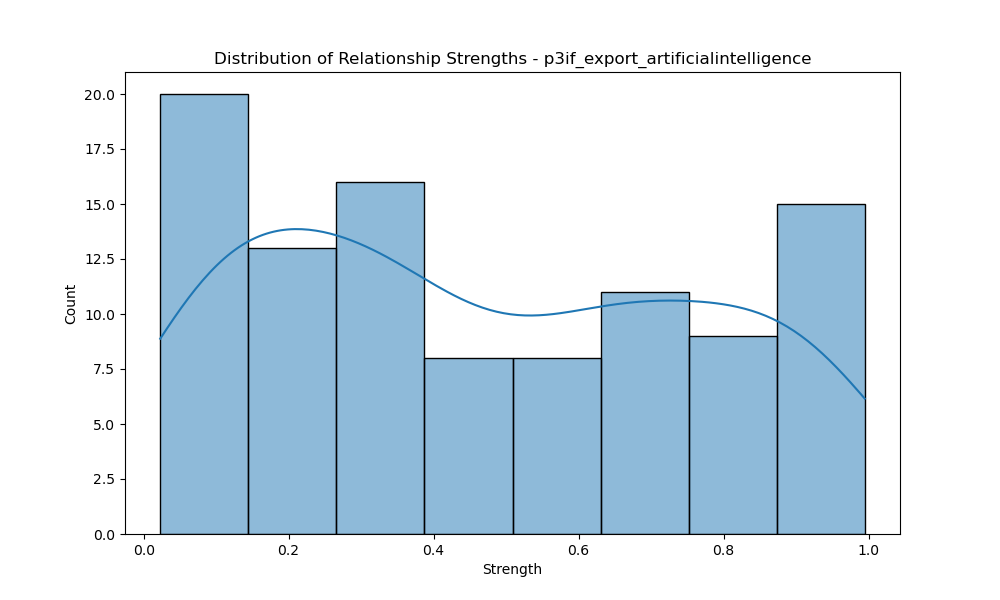 Distribution of Relationship Strengths - p3if_export_artificialintelligence
20.0
17.5
15.0
12.5
10.0
7.5
5.0
2.5
0.0
Count
0.0 0.2 0.4 0.6 0.8 1.0
Strength